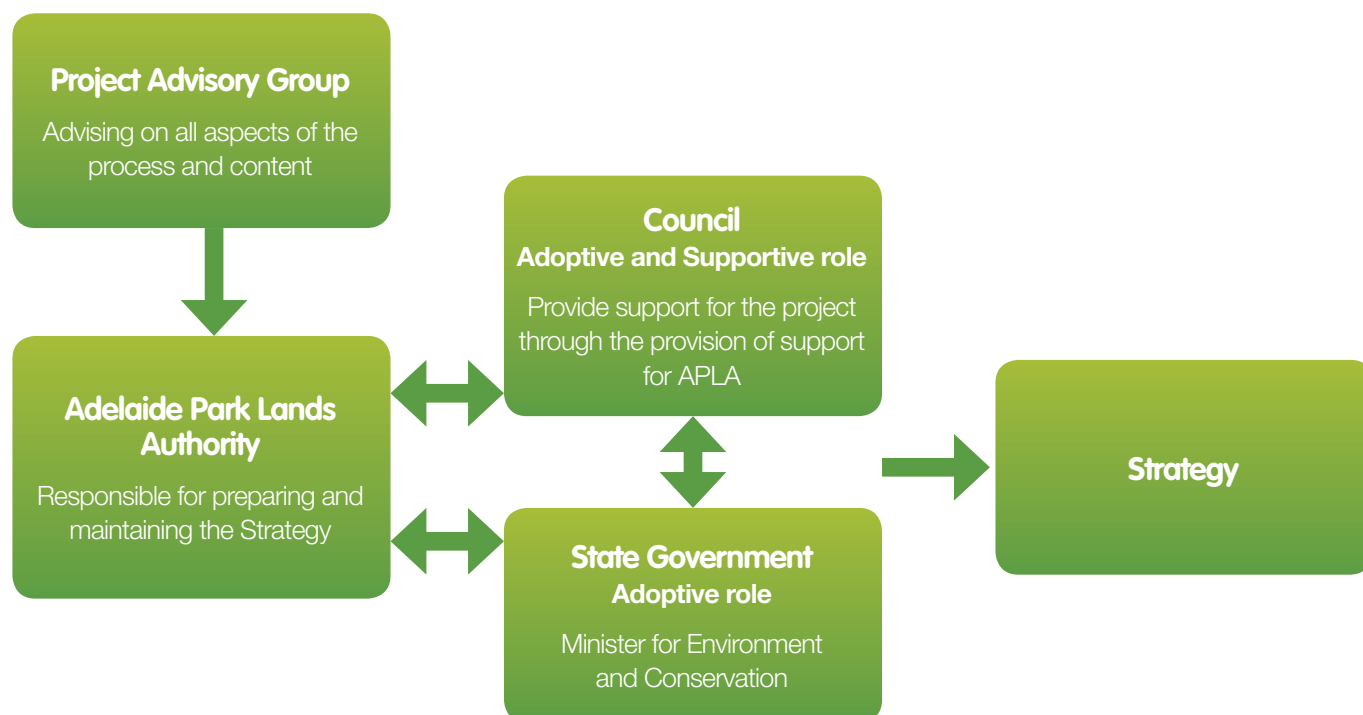 Project Advisory Group
Advising on all aspects of the
process and content
Council
Adoptive and Supportive role
Provide support for the project
through the provision of support
for APLA
Adelaide Park Lands
Authority
Responsible for preparing and
maintaining the Strategy
State Government
Adoptive role
Minister for Environment
and Conservation
Strategy